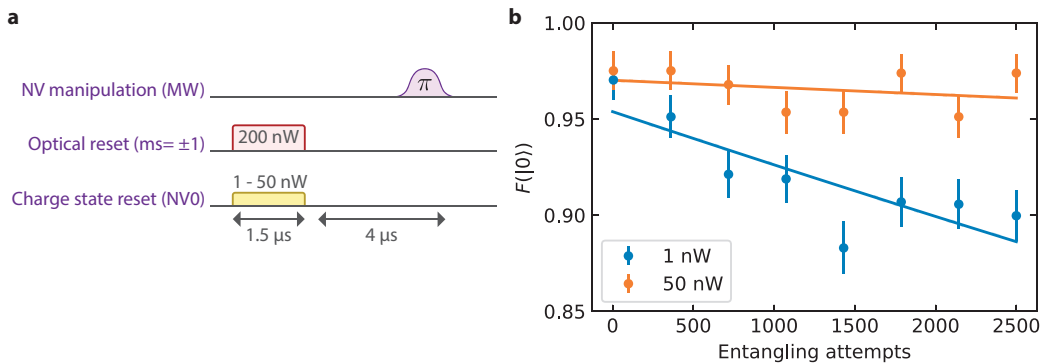 a
NV manipulation (MW)
π
Optical reset (ms= ±1)
200 nW
1 - 50 nW
Charge state reset (NV0)
1.5 µs
4 µs
b
1.00
0.95
0.90
0.85
F(|0⟩)
1 nW
50 nW
0
500
1000
1500
2000
2500
Entangling attempts